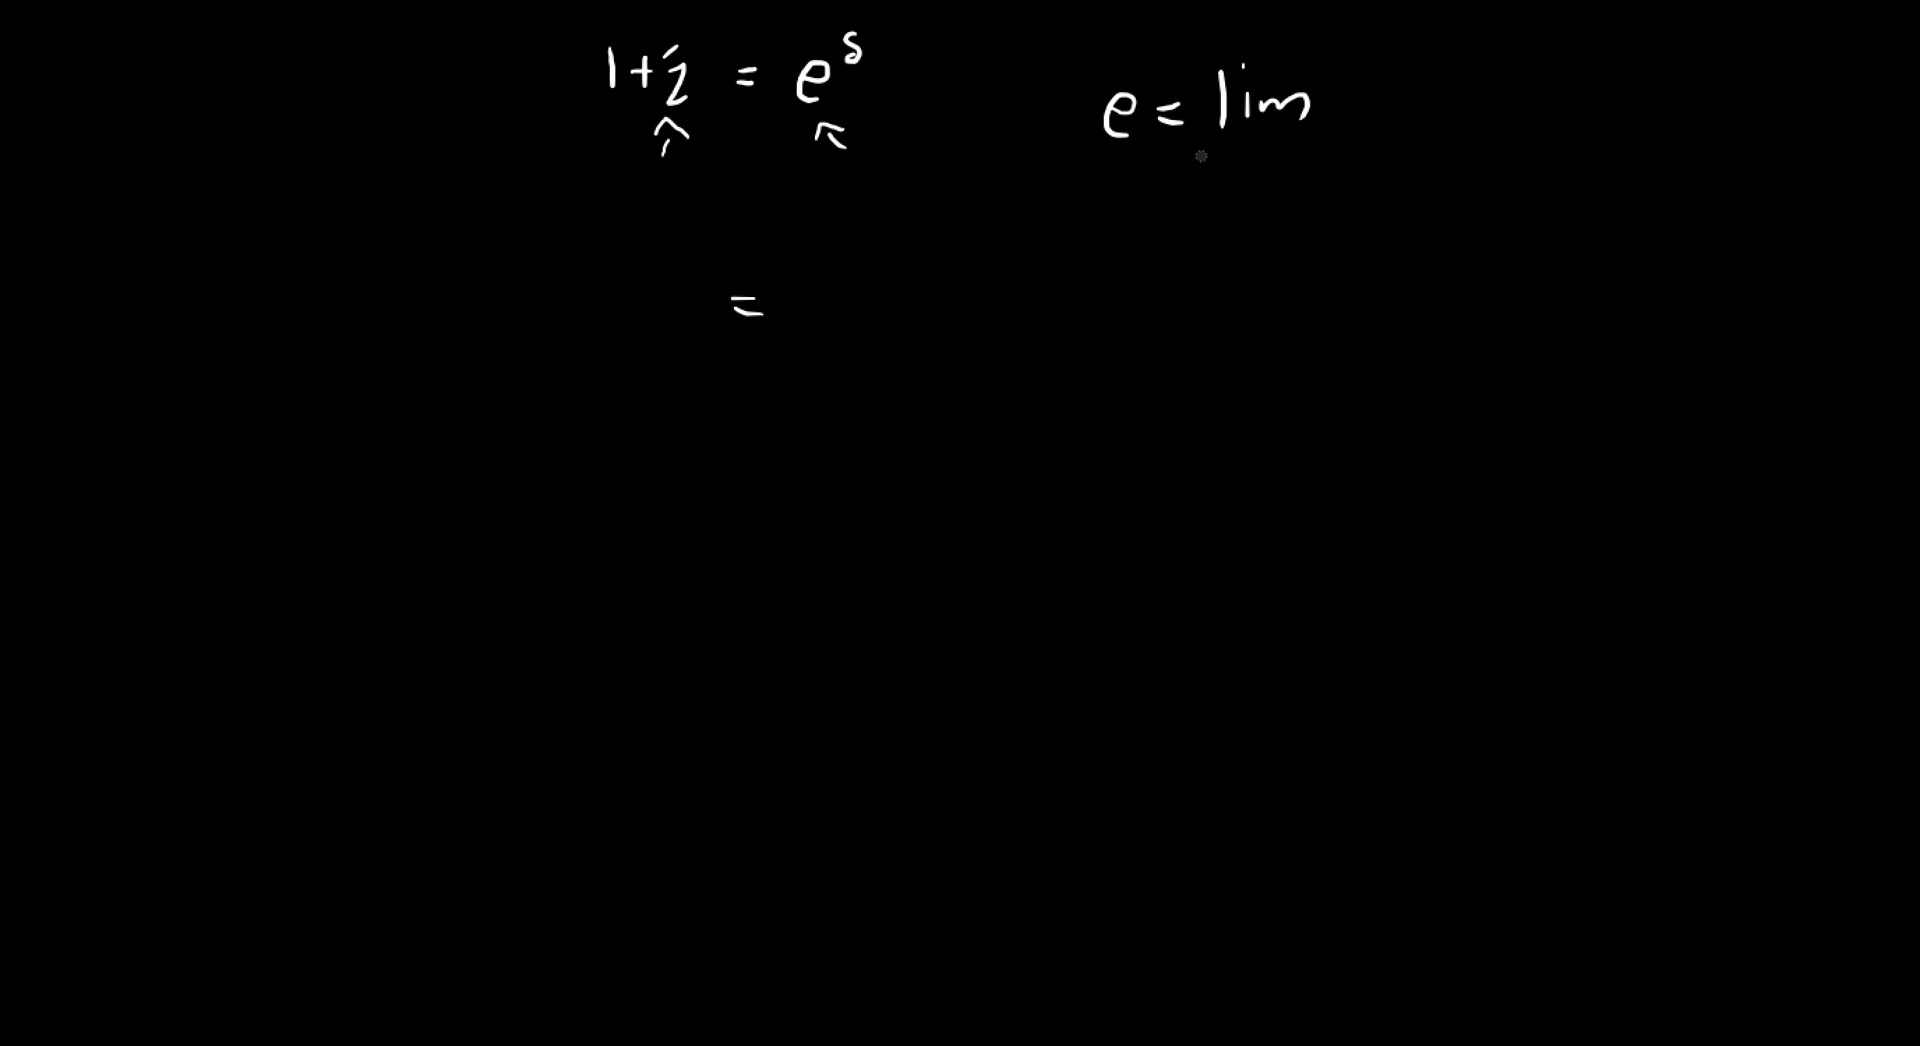 1+i = e^δ
e = lim
=